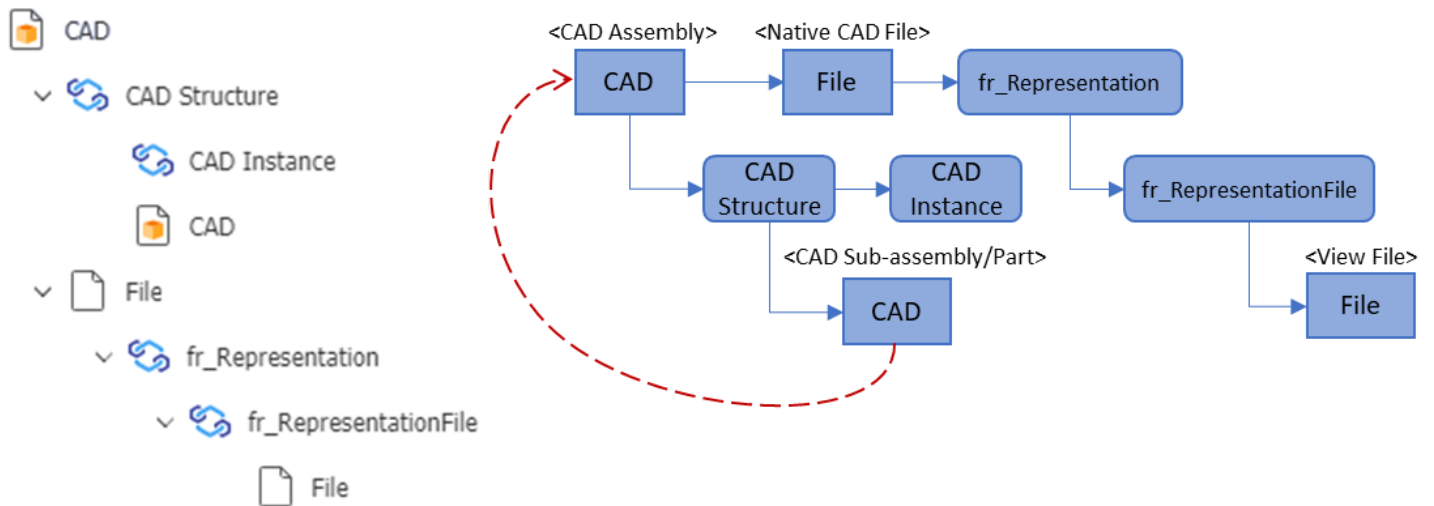 CAD
CAD Structure
CAD Instance
CAD
File
fr_Representation
fr_RepresentationFile
File
<CAD Assembly>
<Native CAD File>
CAD
File
fr_Representation
CAD
Structure
CAD
Instance
fr_RepresentationFile
<CAD Sub-assembly/Part>
CAD
<View File>
File